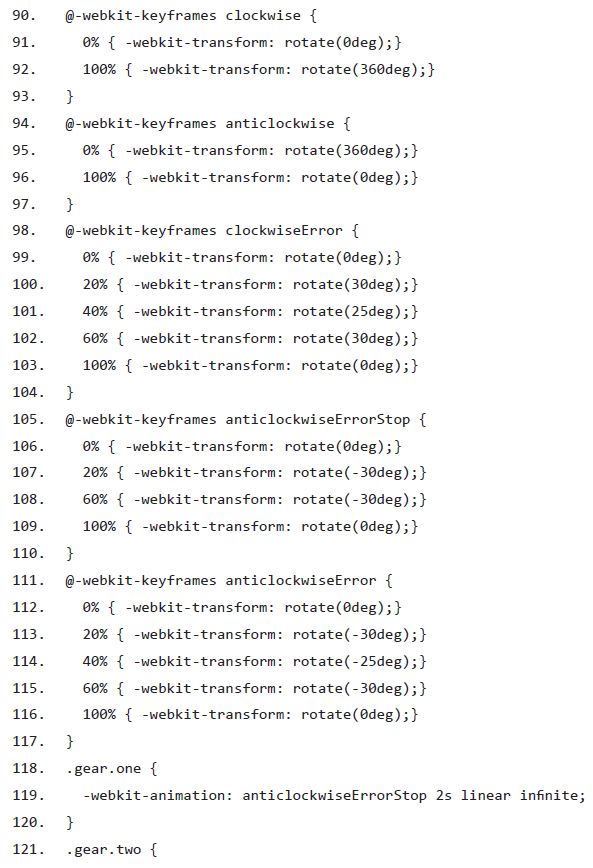 90. @-webkit-keyframes clockwise {
91. 0% { -webkit-transform: rotate(0deg);}
92. 100% { -webkit-transform: rotate(360deg);}
93. }
94. @-webkit-keyframes anticlockwise {
95. 0% { -webkit-transform: rotate(360deg);}
96. 100% { -webkit-transform: rotate(0deg);}
97. }
98. @-webkit-keyframes clockwiseError {
99. 0% { -webkit-transform: rotate(0deg);}
100. 20% { -webkit-transform: rotate(30deg);}
101. 40% { -webkit-transform: rotate(25deg);}
102. 60% { -webkit-transform: rotate(30deg);}
103. 100% { -webkit-transform: rotate(0deg);}
104. }
105. @-webkit-keyframes anticlockwiseErrorStop {
106. 0% { -webkit-transform: rotate(0deg);}
107. 20% { -webkit-transform: rotate(-30deg);}
108. 60% { -webkit-transform: rotate(-30deg);}
109. 100% { -webkit-transform: rotate(0deg);}
110. }
111. @-webkit-keyframes anticlockwiseError {
112. 0% { -webkit-transform: rotate(0deg);}
113. 20% { -webkit-transform: rotate(-30deg);}
114. 40% { -webkit-transform: rotate(-25deg);}
115. 60% { -webkit-transform: rotate(-30deg);}
116. 100% { -webkit-transform: rotate(0deg);}
117. }
118. .gear.one {
119. -webkit-animation: anticlockwiseErrorStop 2s linear infinite;
120. }
121. .gear.two {